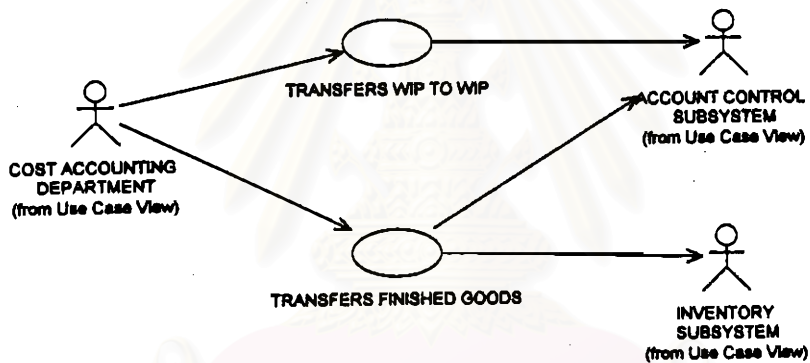 TRANSFERS WIP TO WIP
ACCOUNT CONTROL
SUBSYSTEM
(from Use Case View)
COST ACCOUNTING
DEPARTMENT
(from Use Case View)
TRANSFERS FINISHED GOODS
INVENTORY
SUBSYSTEM
(from Use Case View)